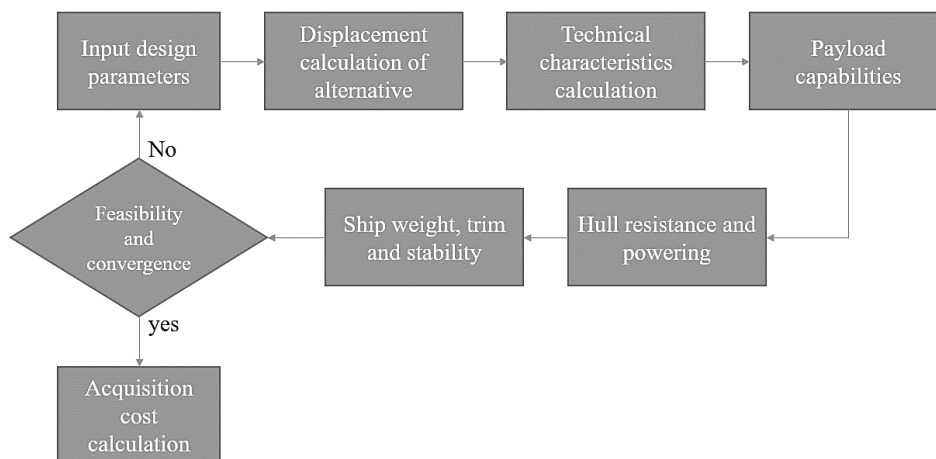 Input design
parameters
Displacement
calculation of
alternative
Technical
characteristics
calculation
Payload
capabilities
Hull resistance and
powering
Ship weight, trim
and stability
Feasibility
and
convergence
No
yes
Acquisition
cost
calculation